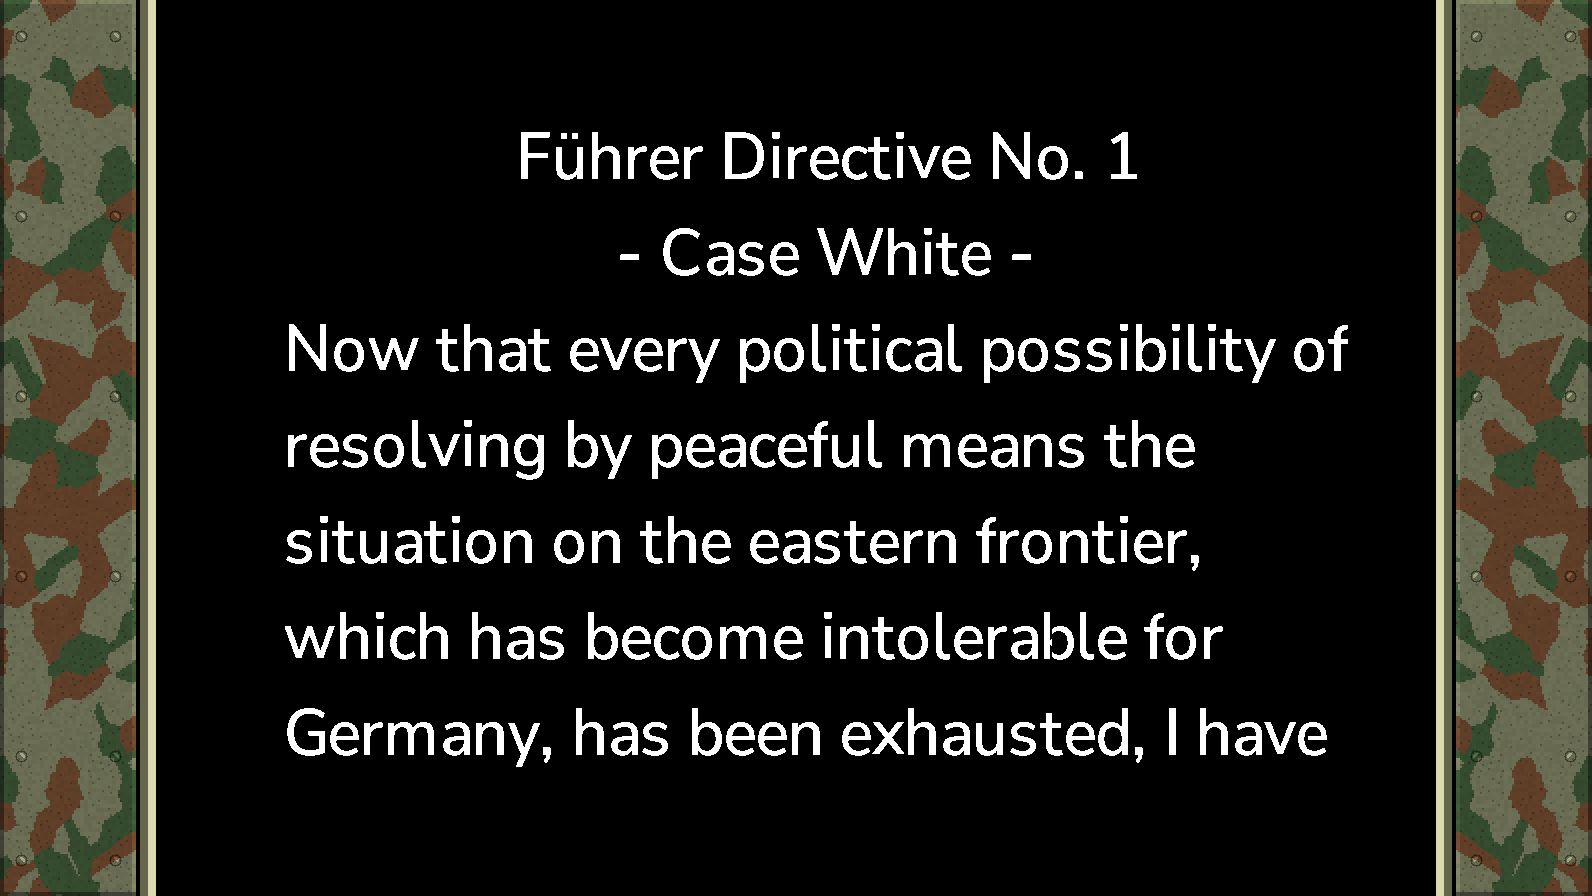 Führer Directive No. 1
- Case White -
Now that every political possibility of
resolving by peaceful means the
situation on the eastern frontier,
which has become intolerable for
Germany, has been exhausted, I have